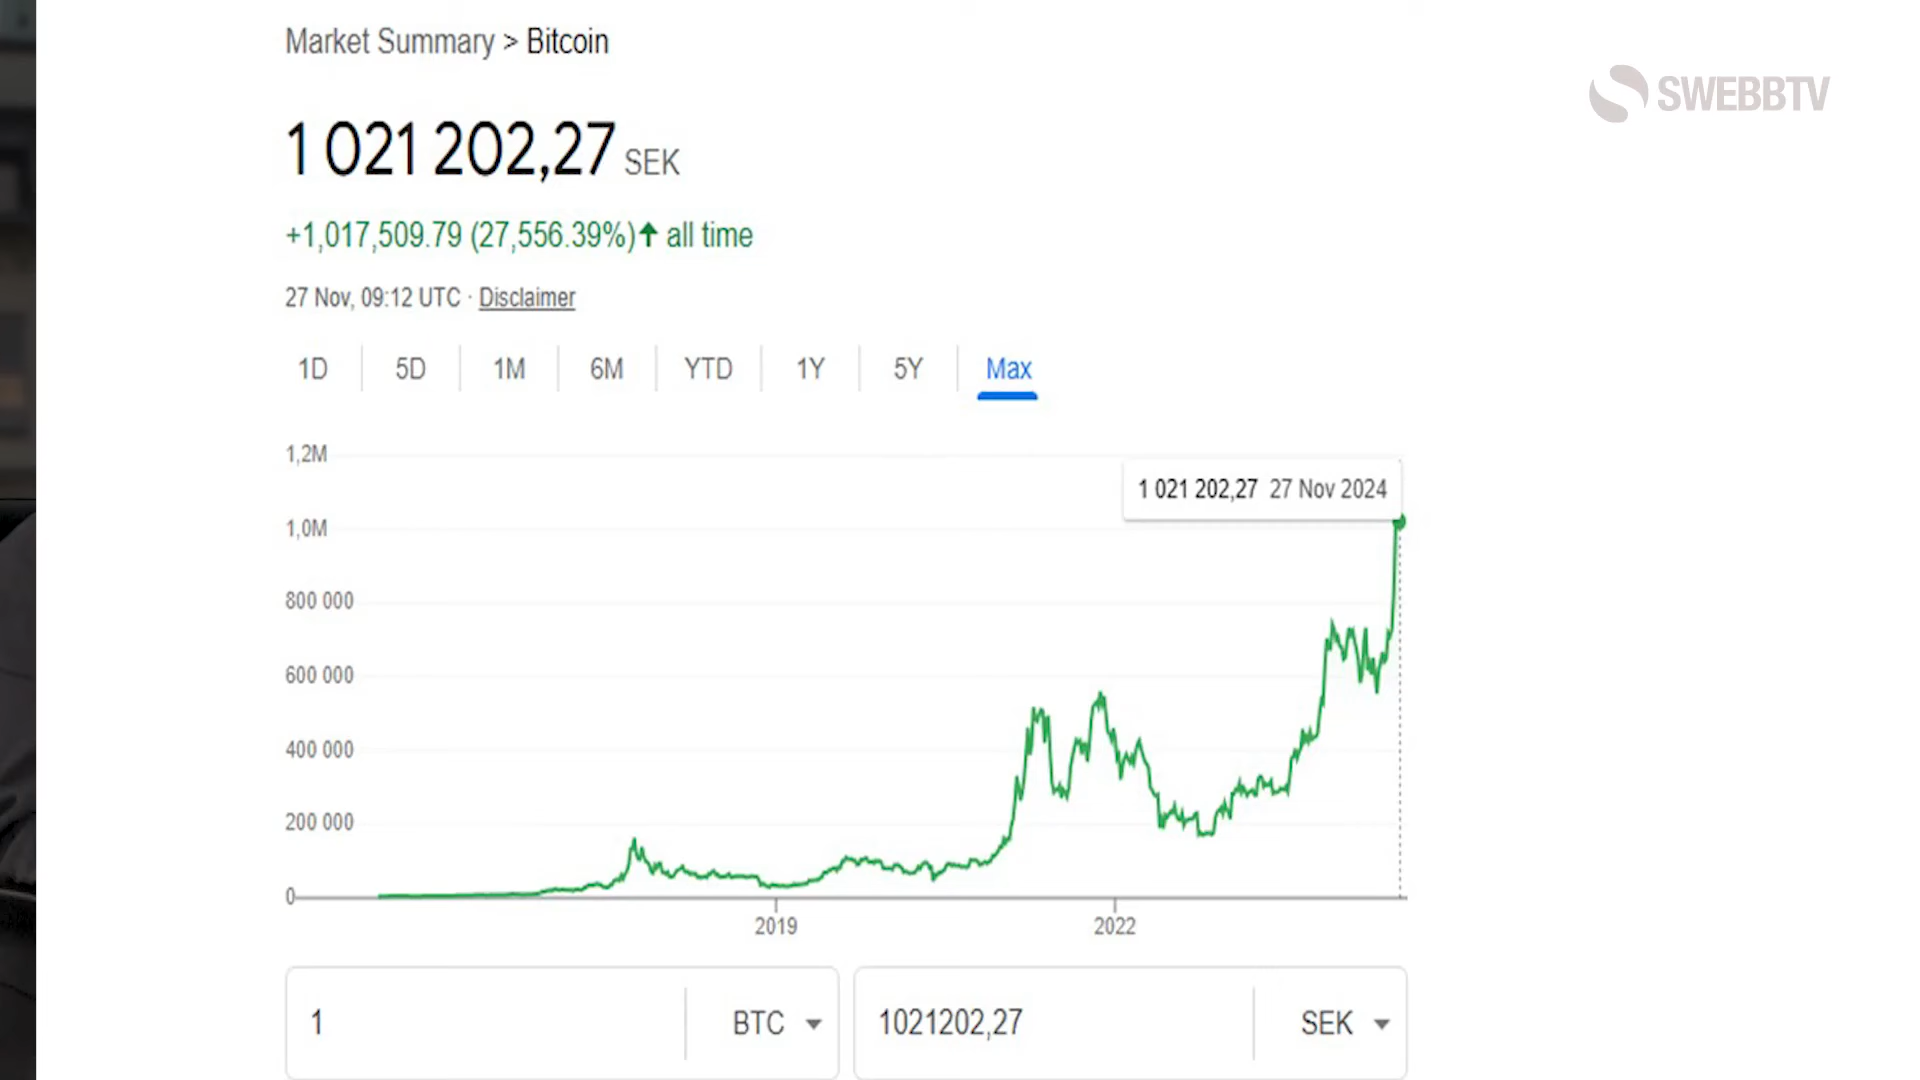 Market Summary > Bitcoin
SWEBBTV
1 021 202,27 SEK
+1,017,509.79 (27,556.39%) ↑ all time
27 Nov, 09:12 UTC · Disclaimer
1D 5D 1M 6M YTD 1Y 5Y Max
1,2M
1 021 202,27 27 Nov 2024
1,0M
800 000
600 000
400 000
200 000
0
2019 2022
1 BTC 1021202,27 SEK